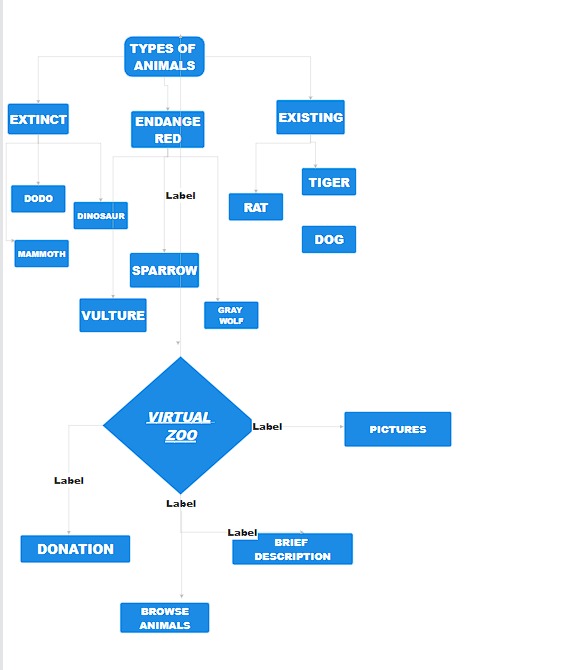 TYPES OF
ANIMALS
EXTINCT
ENDANGE
RED
EXISTING
DODO
DINOSAUR
MAMMOTH
Label
RAT
TIGER
DOG
SPARROW
VULTURE
GRAY
WOLF
VIRTUAL
ZOO
Label
PICTURES
Label
Label
Label
DONATION
BRIEF
DESCRIPTION
BROWSE
ANIMALS